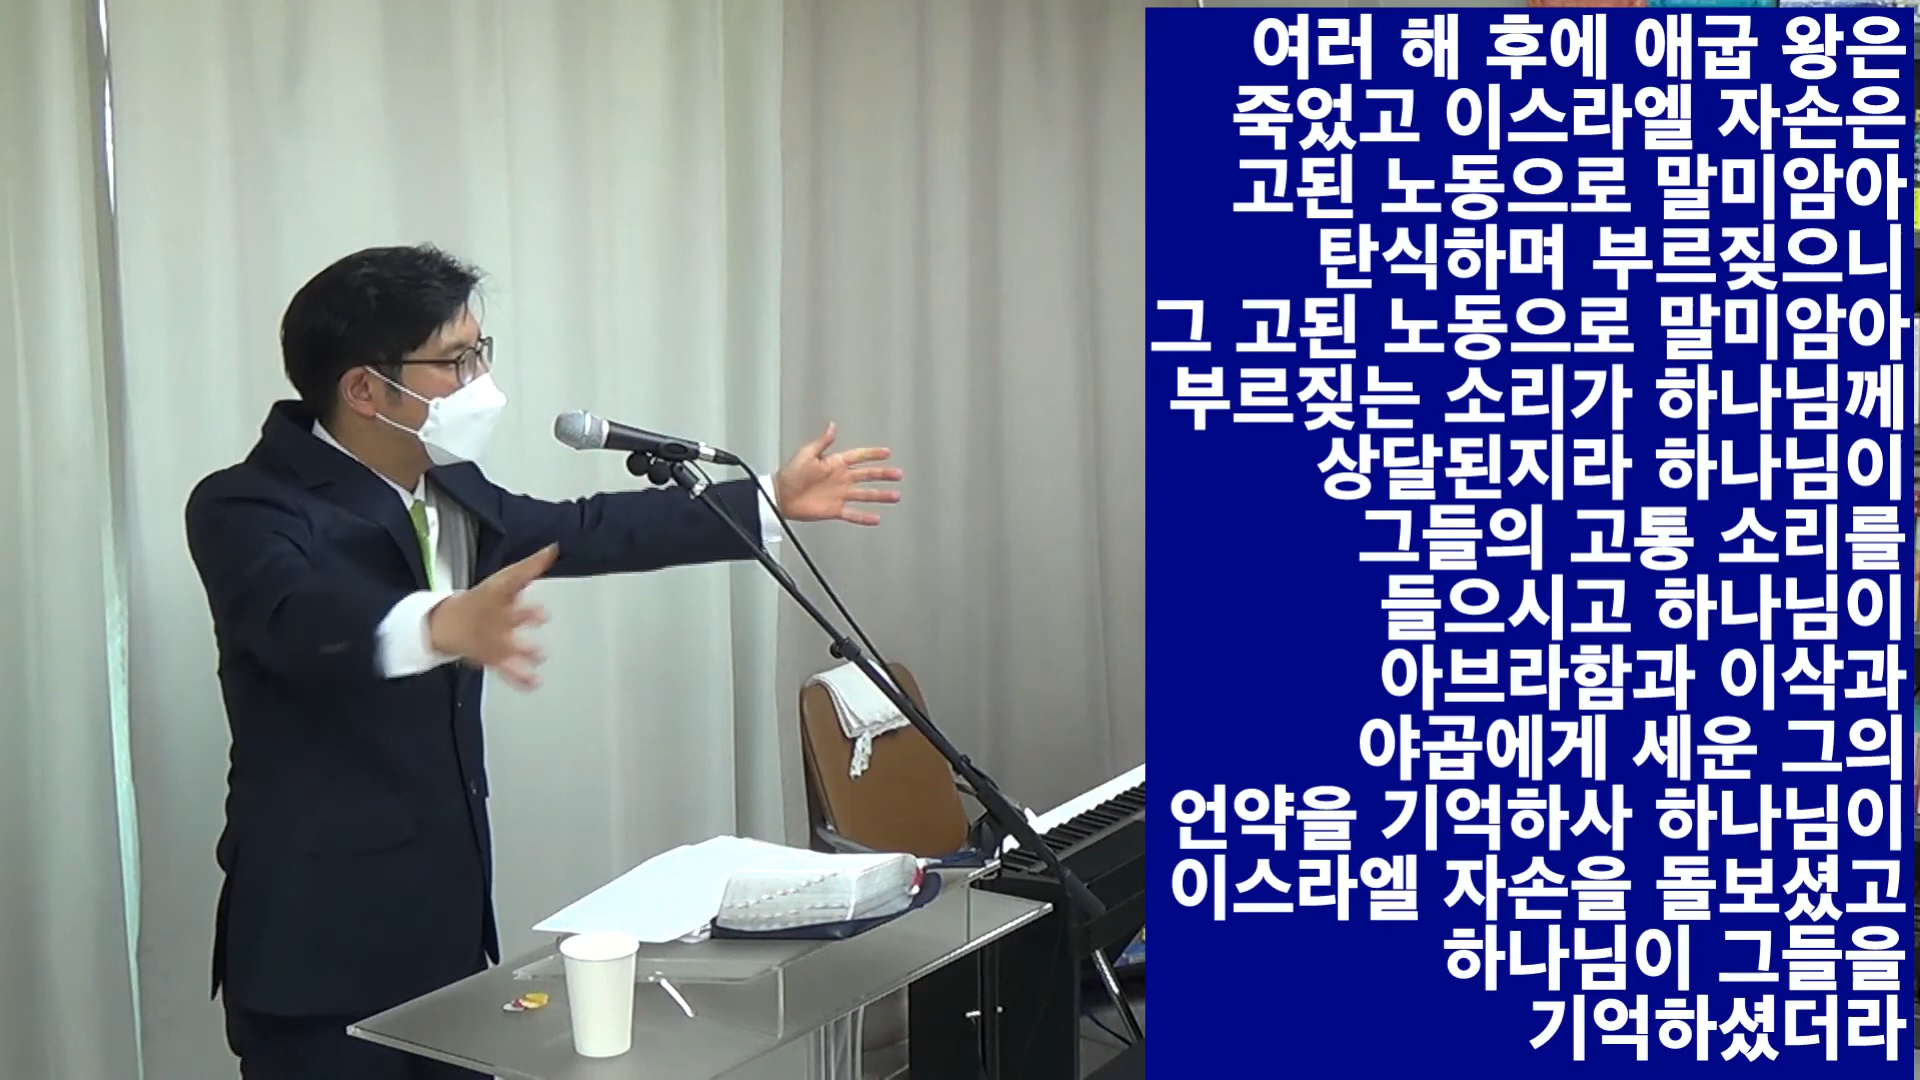 여러 해 후에 애굽 왕은
죽었고 이스라엘 자손은
고된 노동으로 말미암아
탄식하며 부르짖으니
그 고된 노동으로 말미암아
부르짖는 소리가 하나님께
상달된지라 하나님이
그들의 고통 소리를
들으시고 하나님이
아브라함과 이삭과
야곱에게 세운 그의
언약을 기억하사 하나님이
이스라엘 자손을 돌보셨고
하나님이 그들을
기억하셨더라